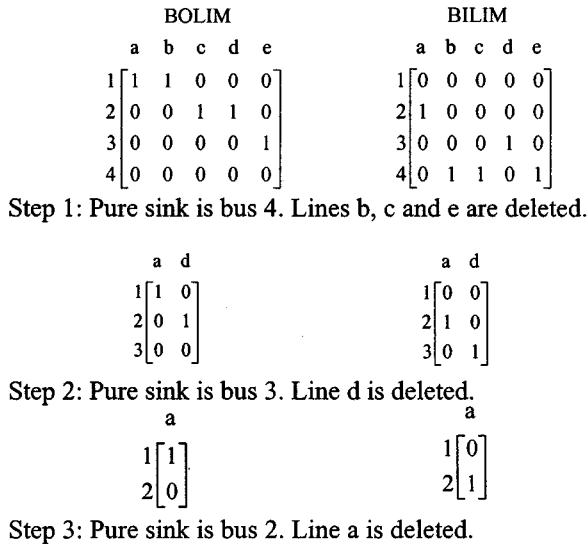 BOLIM BILIM
a b c d e a b c d e
1 1 1 0 0 0 1 0 0 0 0 0
2 0 0 1 1 0 2 1 0 0 0 0
3 0 0 0 0 1 3 0 0 0 1 0
4 0 0 0 0 0 4 0 1 1 0 1
Step 1: Pure sink is bus 4. Lines b, c and e are deleted.
a d a d
1 1 0 1 0 0
2 0 1 2 1 0
3 0 0 3 0 1
Step 2: Pure sink is bus 3. Line d is deleted.
a a
1 1 1 0
2 0 2 1
Step 3: Pure sink is bus 2. Line a is deleted.